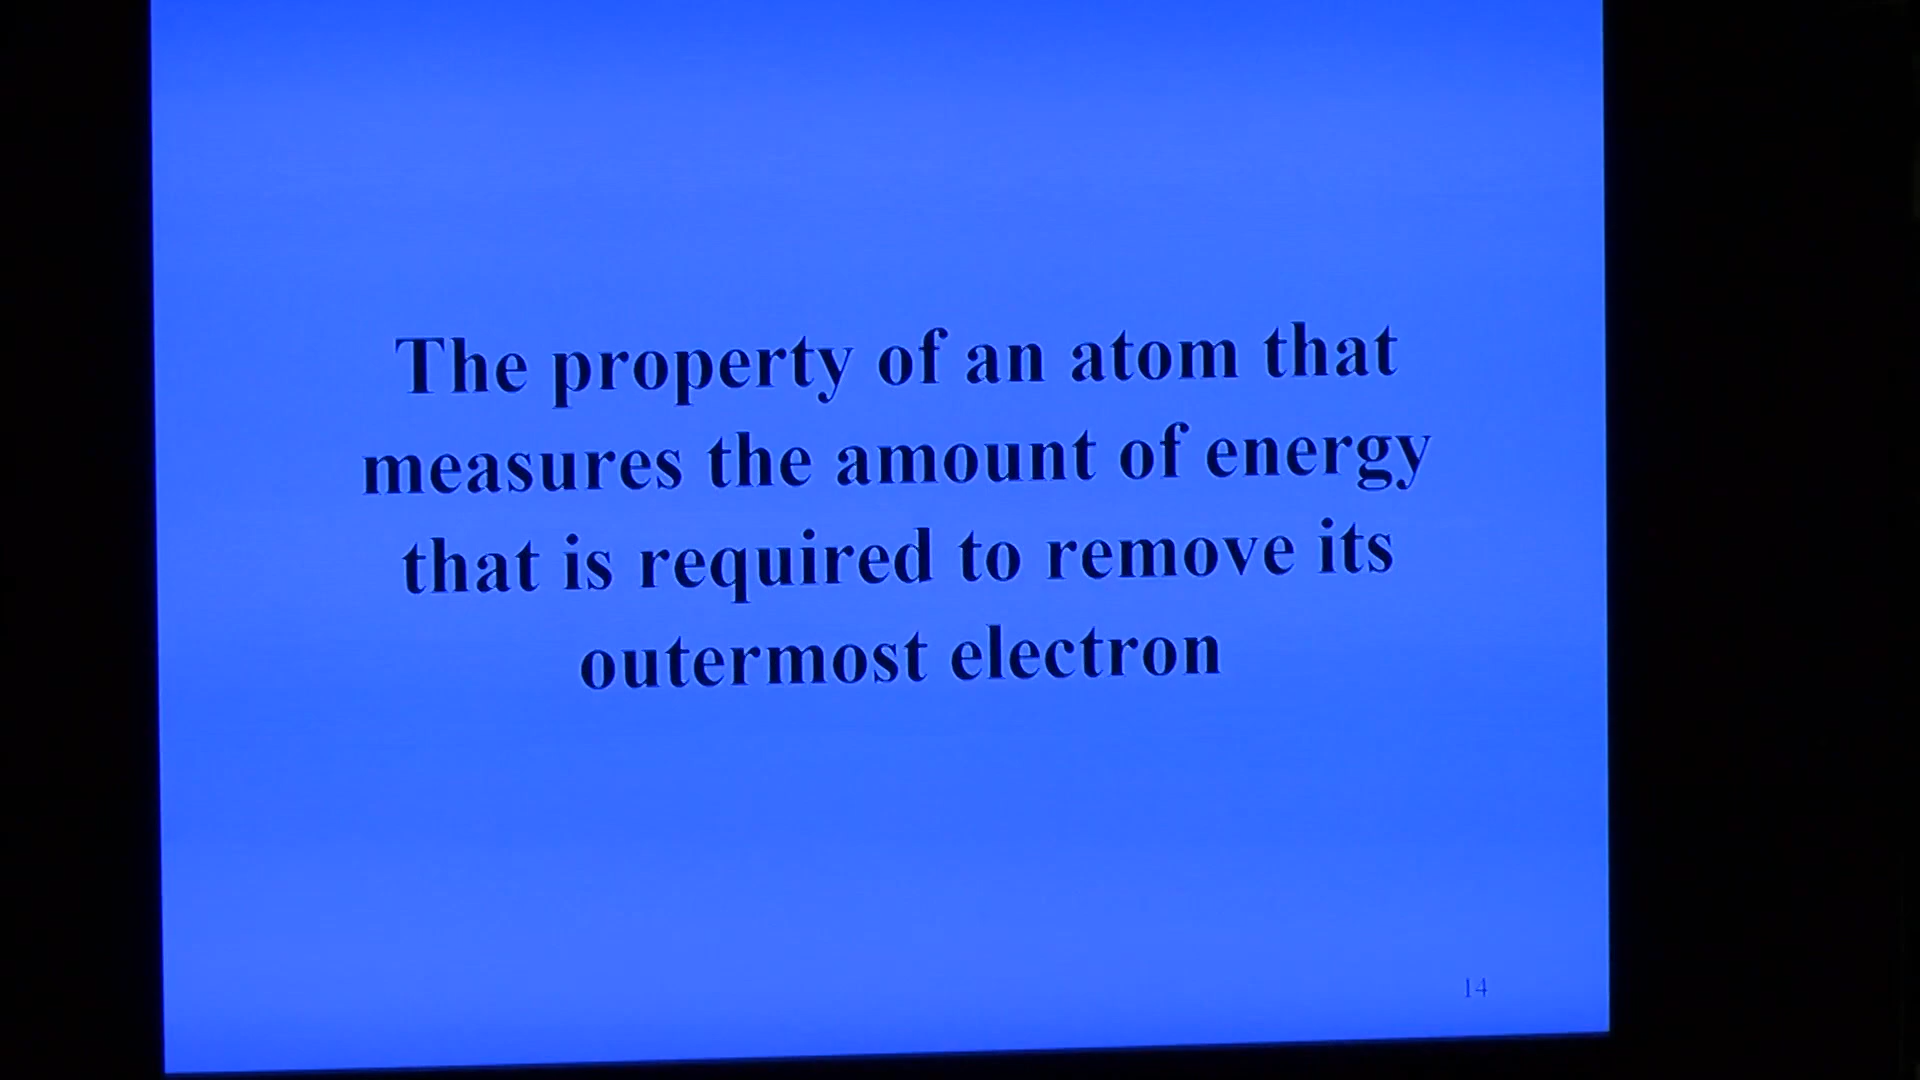 The property of an atom that
measures the amount of energy
that is required to remove its
outermost electron
14